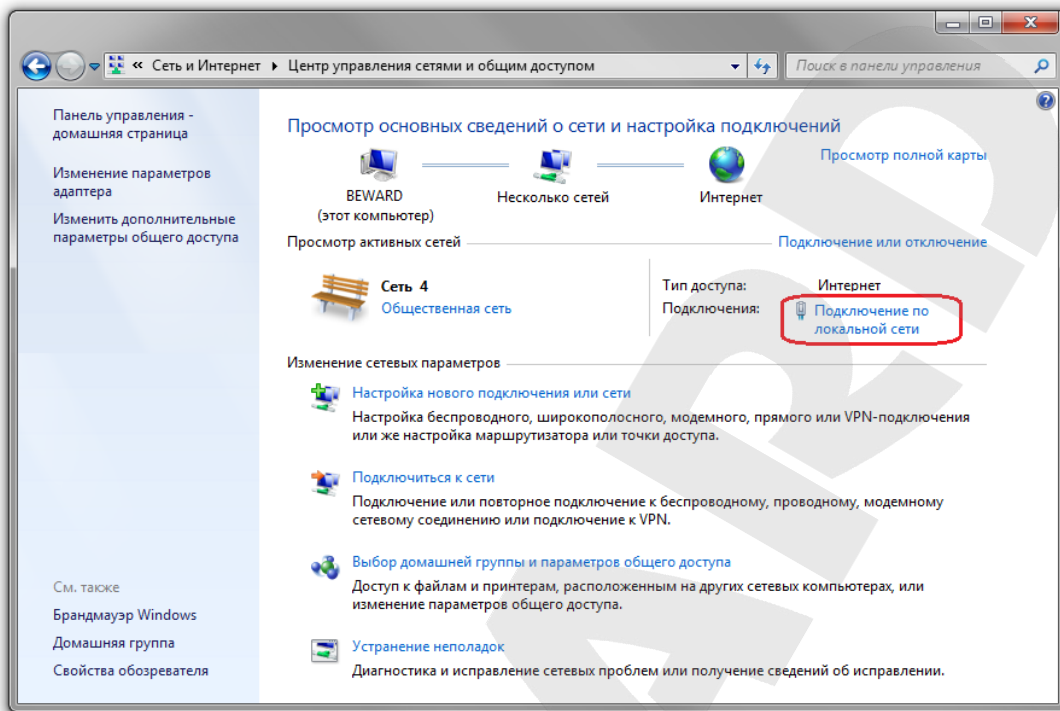 « Сеть и Интернет ▸ Центр управления сетями и общим доступом
Поиск в панели управления
Панель управления -
домашняя страница
Изменение параметров
адаптера
Изменить дополнительные
параметры общего доступа
См. также
Брандмауэр Windows
Домашняя группа
Свойства обозревателя
Просмотр основных сведений о сети и настройка подключений
Просмотр полной карты
BEWARD
(этот компьютер)
Несколько сетей
Интернет
Просмотр активных сетей
Подключение или отключение
Сеть 4
Общественная сеть
Тип доступа: Интернет
Подключения: Подключение по
локальной сети
Изменение сетевых параметров
Настройка нового подключения или сети
Настройка беспроводного, широкополосного, модемного, прямого или VPN-подключения
или же настройка маршрутизатора или точки доступа.
Подключиться к сети
Подключение или повторное подключение к беспроводному, проводному, модемному
сетевому соединению или подключение к VPN.
Выбор домашней группы и параметров общего доступа
Доступ к файлам и принтерам, расположенным на других сетевых компьютерах, или
изменение параметров общего доступа.
Устранение неполадок
Диагностика и исправление сетевых проблем или получение сведений об исправлении.
ARD